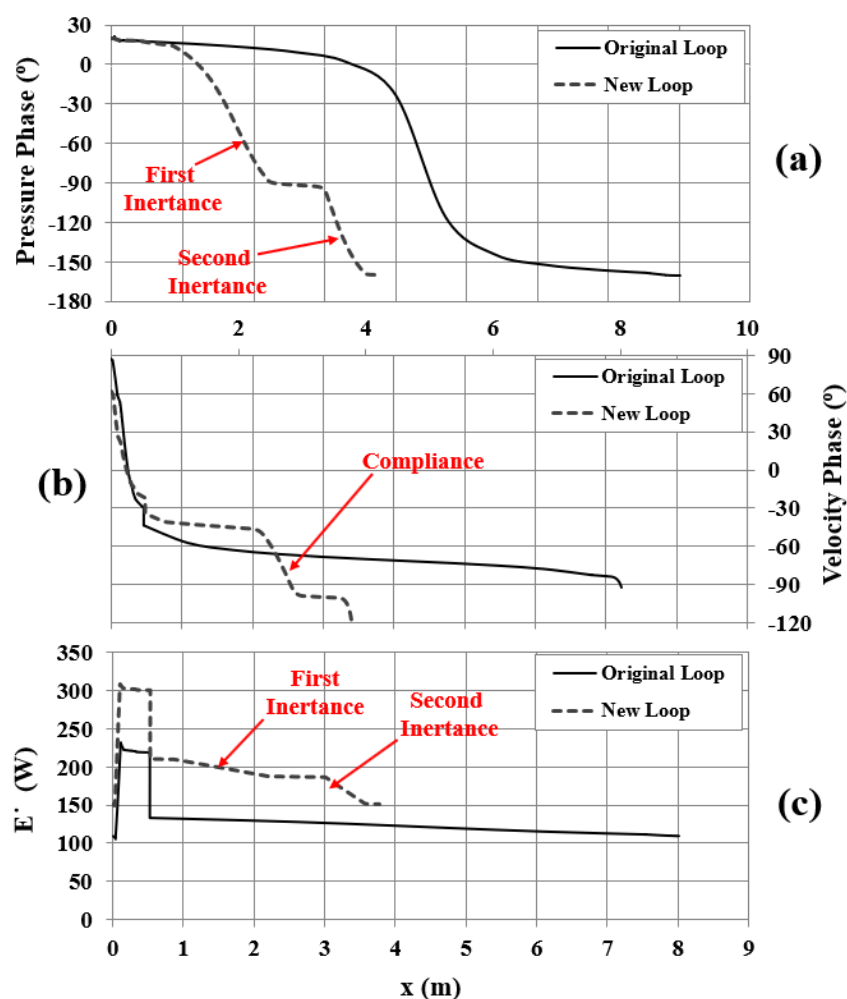 30
0
-30
-60
-90
-120
-150
-180
Pressure Phase (º)
Original Loop
New Loop
First
Inertance
Second
Inertance
(a)
0 2 4 6 8 10
90
60
30
0
-30
-60
-90
-120
Velocity Phase (º)
Original Loop
New Loop
Compliance
(b)
350
300
250
200
150
100
50
0
E˙ (W)
Original Loop
New Loop
First
Inertance
Second
Inertance
(c)
0 1 2 3 4 5 6 7 8 9
x (m)